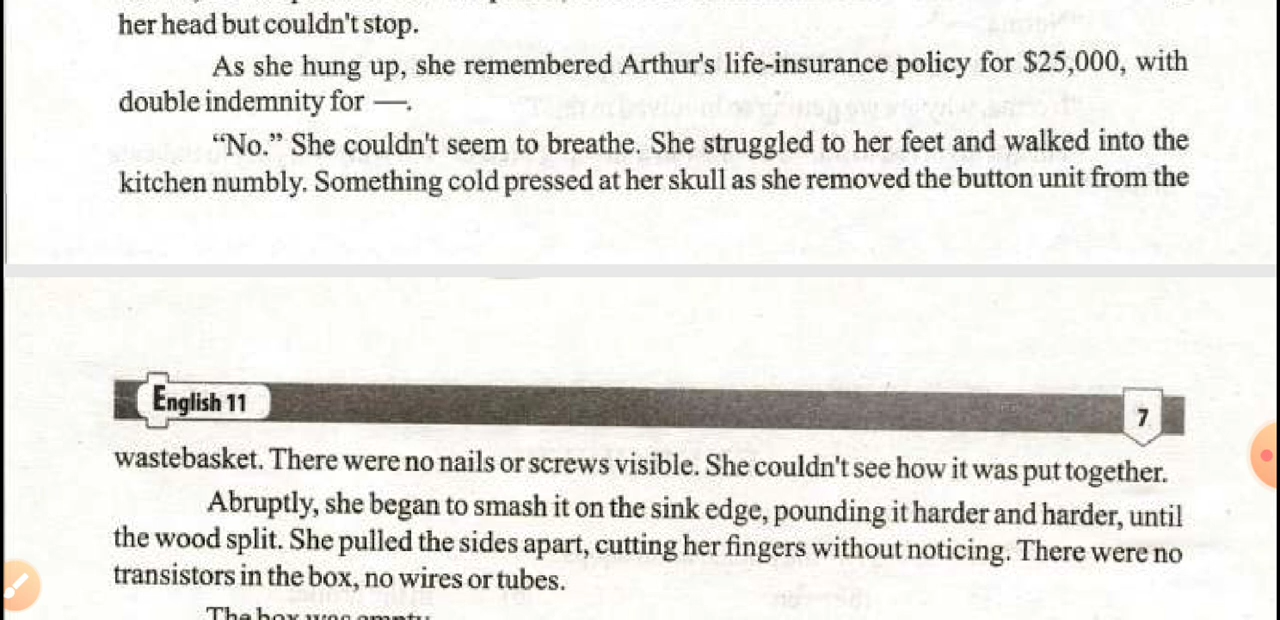 her head but couldn't stop.
As she hung up, she remembered Arthur's life-insurance policy for $25,000, with
double indemnity for —.
“No.” She couldn't seem to breathe. She struggled to her feet and walked into the
kitchen numbly. Something cold pressed at her skull as she removed the button unit from the
English 11
7
wastebasket. There were no nails or screws visible. She couldn't see how it was put together.
Abruptly, she began to smash it on the sink edge, pounding it harder and harder, until
the wood split. She pulled the sides apart, cutting her fingers without noticing. There were no
transistors in the box, no wires or tubes.
The box was empty.